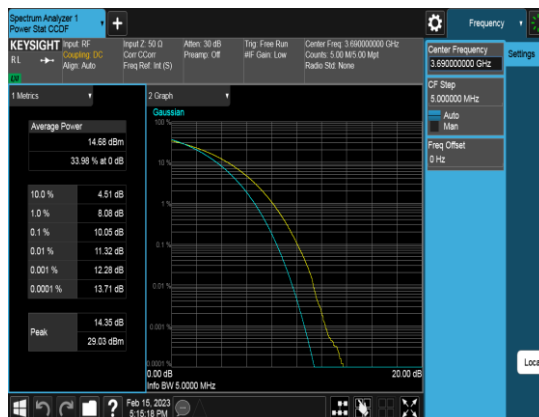 Spectrum Analyzer 1
Power Stat CCDF
Frequency
KEYSIGHT
Input: RF
Coupling: DC
Align: Auto
Input Z: 50 Ω
Corr CCorr
Freq Ref: Int (S)
Atten: 30 dB
Preamp: Off
Trig: Free Run
#IF Gain: Low
Center Freq: 3.690000000 GHz
Counts: 5.00 M/5.00 Mpt
Radio Std: None
LXI
Center Frequency
3.690000000 GHz
Settings
CF Step
5.000000 MHz
Auto
Man
Freq Offset
0 Hz
1 Metrics
2 Graph
Gaussian
Average Power
14.68 dBm
33.98 % at 0 dB
10.0 % 4.51 dB
1.0 % 8.08 dB
0.1 % 10.05 dB
0.01 % 11.32 dB
0.001 % 12.28 dB
0.0001 % 13.71 dB
Peak
14.35 dB
29.03 dBm
100 %
10 %
1 %
0.1 %
0.01 %
0.001 %
0.0001 %
0.00 dB
20.00 dB
Info BW 5.0000 MHz
Loca
?
Feb 15, 2023
5:15:18 PM